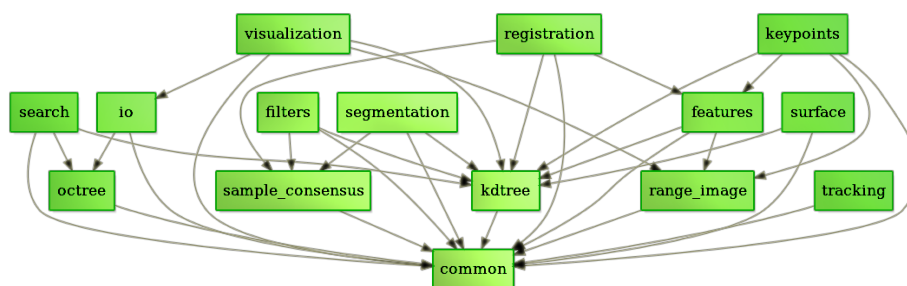 visualization
registration
keypoints
search
io
filters
segmentation
features
surface
octree
sample_consensus
kdtree
range_image
tracking
common